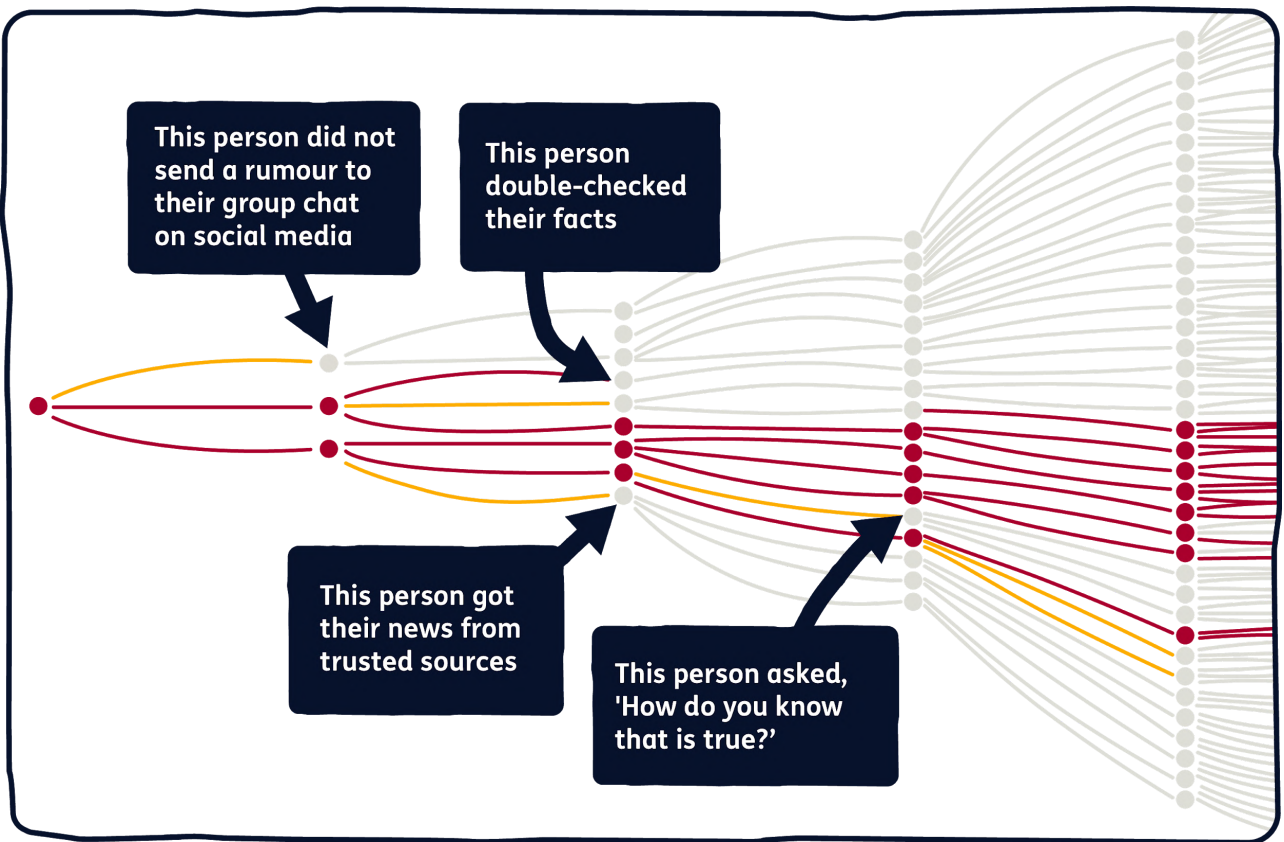 This person did not
send a rumour to
their group chat
on social media
This person
double-checked
their facts
This person got
their news from
trusted sources
This person asked,
'How do you know
that is true?’